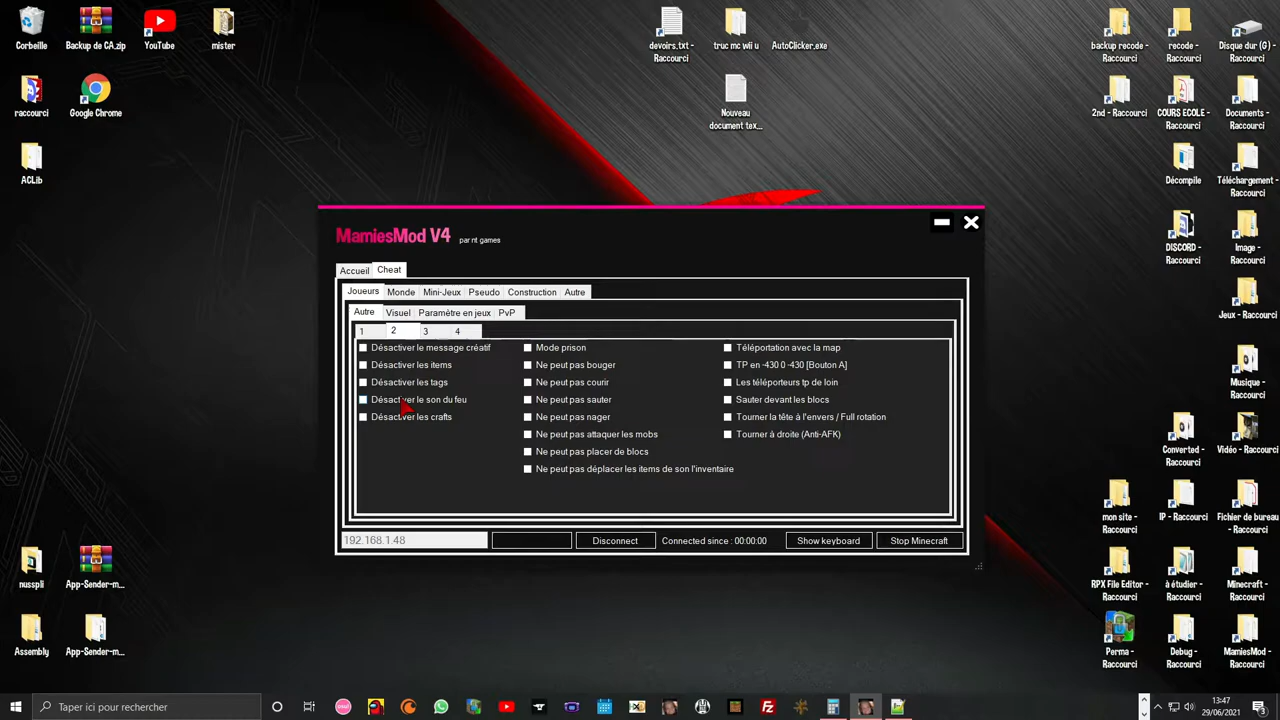 Corbeille
Backup de CA.zip
YouTube
mister
devoirs.txt -
Raccourci
truc mc wii u
AutoClicker.exe
backup recode -
Raccourci
recode -
Raccourci
Disque dur (G) -
Raccourci
raccourci
Google Chrome
Nouveau
document tex...
2nd - Raccourci
COURS ECOLE -
Raccourci
Documents -
Raccourci
ACLib
Décompile
Téléchargement -
Raccourci
MamiesMod V4
par nt games
Accueil
Cheat
DISCORD -
Raccourci
Image -
Raccourci
Joueurs
Monde
Mini-Jeux
Pseudo
Construction
Autre
Autre
Visuel
Paramètre en jeux
PvP
1
2
3
4
Jeux - Raccourci
Désactiver le message créatif
Mode prison
Téléportation avec la map
Désactiver les items
Ne peut pas bouger
TP en -430 0 -430 [Bouton A]
Désactiver les tags
Ne peut pas courir
Les téléporteurs tp de loin
Musique -
Raccourci
Désactiver le son du feu
Ne peut pas sauter
Sauter devant les blocs
Désactiver les crafts
Ne peut pas nager
Tourner la tête à l'envers / Full rotation
Ne peut pas attaquer les mobs
Tourner à droite (Anti-AFK)
Ne peut pas placer de blocs
Converted -
Raccourci
Vidéo - Raccourci
Ne peut pas déplacer les items de son l'inventaire
mon site -
Raccourci
IP - Raccourci
Fichier de bureau
- Raccourci
192.168.1.48
Disconnect
Connected since : 00:00:00
Show keyboard
Stop Minecraft
nusspli
App-Sender-m...
RPX File Editor -
Raccourci
à étudier -
Raccourci
Minecraft -
Raccourci
Assembly
App-Sender-m...
Perma -
Raccourci
Debug -
Raccourci
MamiesMod -
Raccourci
Taper ici pour rechercher
13:47
29/06/2021